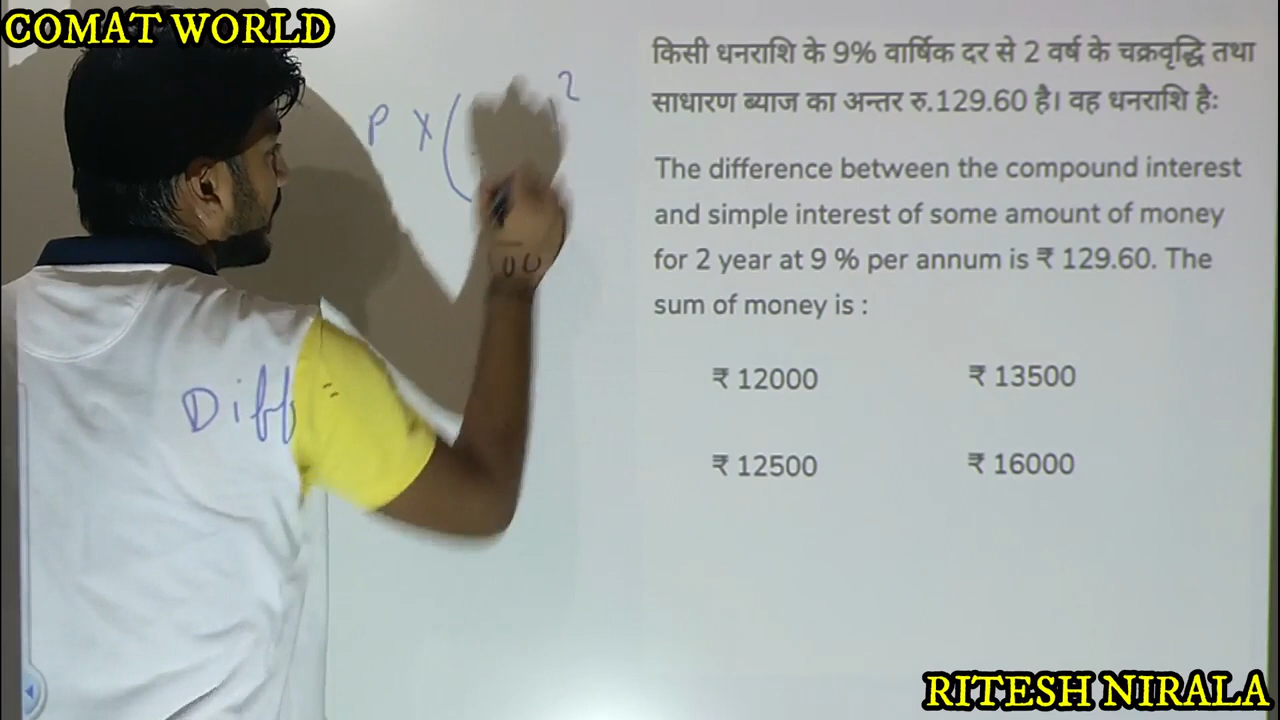 COMAT WORLD
P × ( )²
Diff =
किसी धनराशि के 9% वार्षिक दर से 2 वर्ष के चक्रवृद्धि तथा
साधारण ब्याज का अन्तर रु.129.60 है। वह धनराशि हैः
The difference between the compound interest
and simple interest of some amount of money
for 2 year at 9 % per annum is ₹ 129.60. The
sum of money is :
₹ 12000 ₹ 13500
₹ 12500 ₹ 16000
RITESH NIRALA